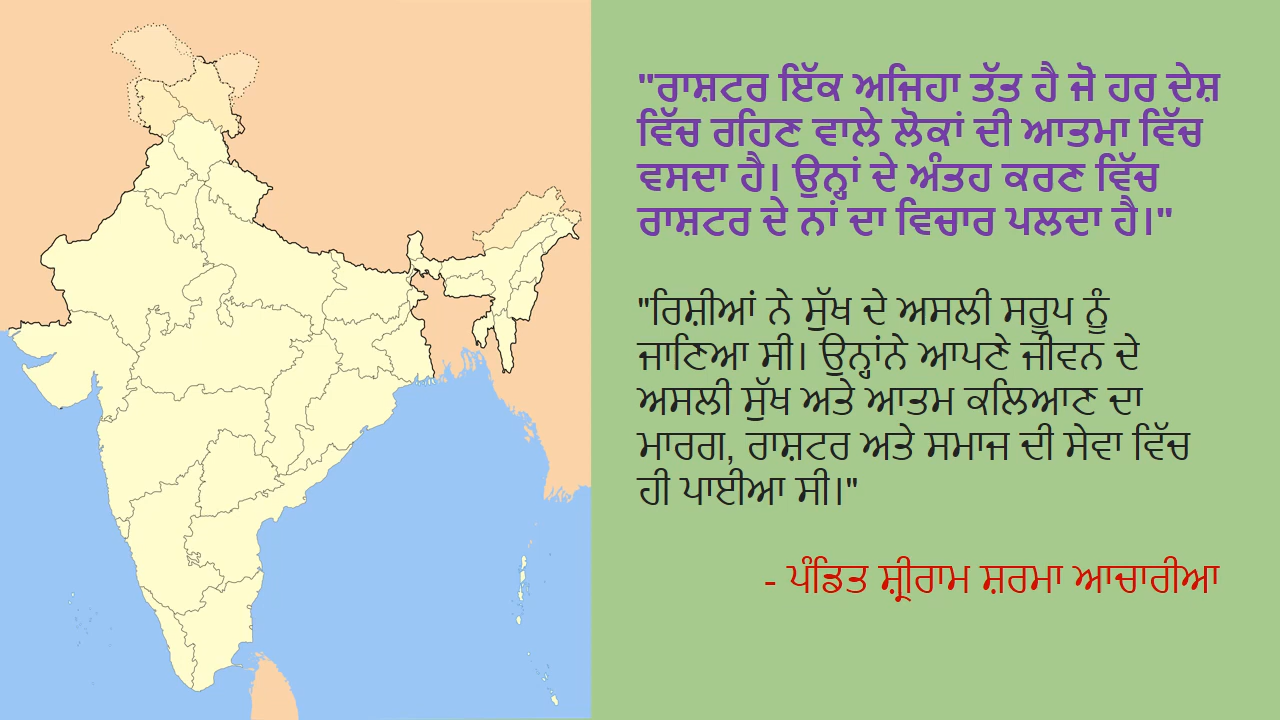 "ਰਾਸ਼ਟਰ ਇੱਕ ਅਜਿਹਾ ਤੱਤ ਹੈ ਜੋ ਹਰ ਦੇਸ਼
ਵਿੱਚ ਰਹਿਣ ਵਾਲੇ ਲੋਕਾਂ ਦੀ ਆਤਮਾ ਵਿੱਚ
ਵਸਦਾ ਹੈ। ਉਨ੍ਹਾਂ ਦੇ ਅੰਤਹ ਕਰਣ ਵਿੱਚ
ਰਾਸ਼ਟਰ ਦੇ ਨਾਂ ਦਾ ਵਿਚਾਰ ਪਲਦਾ ਹੈ।"
"ਰਿਸ਼ੀਆਂ ਨੇ ਸੁੱਖ ਦੇ ਅਸਲੀ ਸਰੂਪ ਨੂੰ
ਜਾਣਿਆ ਸੀ। ਉਨ੍ਹਾਂਨੇ ਆਪਣੇ ਜੀਵਨ ਦੇ
ਅਸਲੀ ਸੁੱਖ ਅਤੇ ਆਤਮ ਕਲਿਆਣ ਦਾ
ਮਾਰਗ, ਰਾਸ਼ਟਰ ਅਤੇ ਸਮਾਜ ਦੀ ਸੇਵਾ ਵਿੱਚ
ਹੀ ਪਾਈਆ ਸੀ।"
- ਪੰਡਿਤ ਸ਼੍ਰੀਰਾਮ ਸ਼ਰਮਾ ਆਚਾਰੀਆ